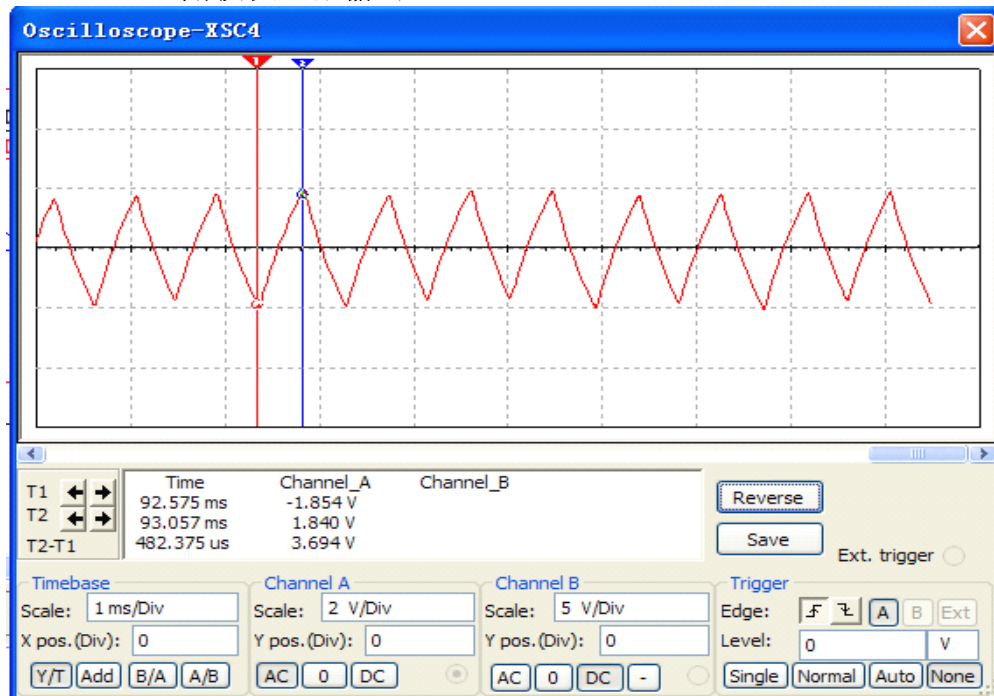 Oscilloscope-XSC4
1 2
T1
T2
T2-T1
Time Channel_A Channel_B
92.575 ms -1.854 V
93.057 ms 1.840 V
482.375 us 3.694 V
Reverse
Save
Ext. trigger
Timebase
Scale: 1 ms/Div
X pos.(Div): 0
Y/T Add B/A A/B
Channel A
Scale: 2 V/Div
Y pos.(Div): 0
AC 0 DC
Channel B
Scale: 5 V/Div
Y pos.(Div): 0
AC 0 DC -
Trigger
Edge: A B Ext
Level: 0 V
Single Normal Auto None